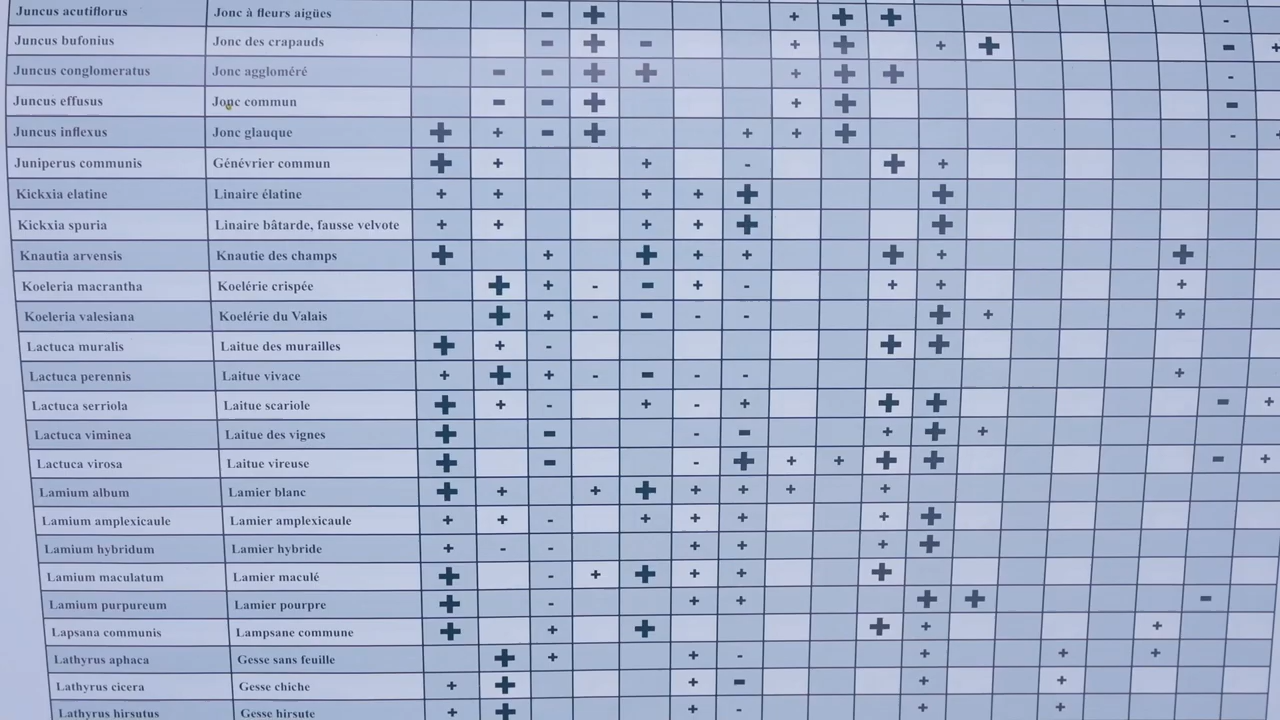 Juncus acutiflorus Jonc à fleurs aigües - + + + + -
Juncus bufonius Jonc des crapauds - + - + + + + - +
Juncus conglomeratus Jonc aggloméré - - + + + + + -
Juncus effusus Jonc commun - - + + + -
Juncus inflexus Jonc glauque + + - + + + + - +
Juniperus communis Génévrier commun + + + - + +
Kickxia elatine Linaire élatine + + + + + +
Kickxia spuria Linaire bâtarde, fausse velvote + + + + + +
Knautia arvensis Knautie des champs + + + + + + + +
Koeleria macrantha Koelérie crispée + + - - + - + + +
Koeleria valesiana Koelérie du Valais + + - - - - + + +
Lactuca muralis Laitue des murailles + + - + +
Lactuca perennis Laitue vivace + + + - - - - +
Lactuca serriola Laitue scariole + + - + - + + + - +
Lactuca viminea Laitue des vignes + - - - + + +
Lactuca virosa Laitue vireuse + - - + + + + + - +
Lamium album Lamier blanc + + + + + + + +
Lamium amplexicaule Lamier amplexicaule + + - + + + + +
Lamium hybridum Lamier hybride + - - + + + +
Lamium maculatum Lamier maculé + - + + + + +
Lamium purpureum Lamier pourpre + - + + + + -
Lapsana communis Lampsane commune + + + + + +
Lathyrus aphaca Gesse sans feuille + + + - + + +
Lathyrus cicera Gesse chiche + + + - + +
Lathyrus hirsutus Gesse hirsute + + + - + +